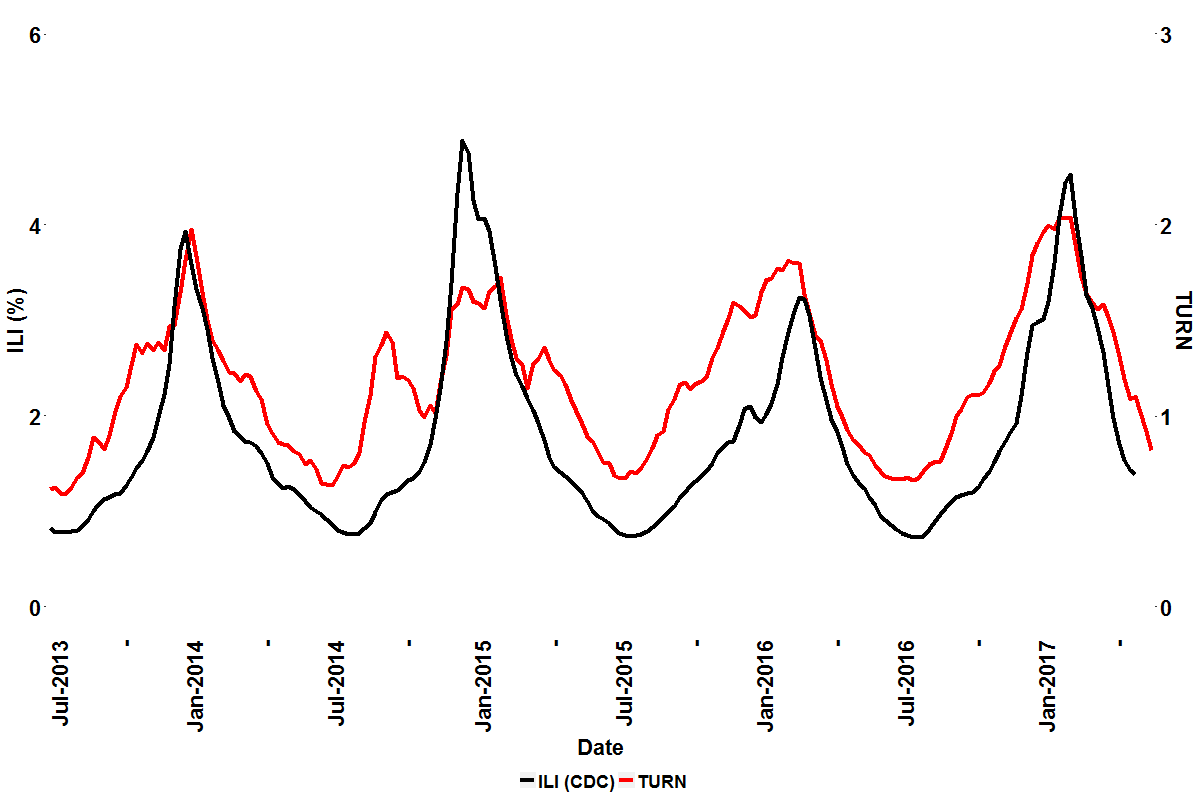 6
3
4
2
ILI (%)
TURN
2
1
0
0
-
-
-
-
-
-
-
-
Jul-2013
Jan-2014
Jul-2014
Jan-2015
Jul-2015
Jan-2016
Jul-2016
Jan-2017
Date
ILI (CDC) TURN